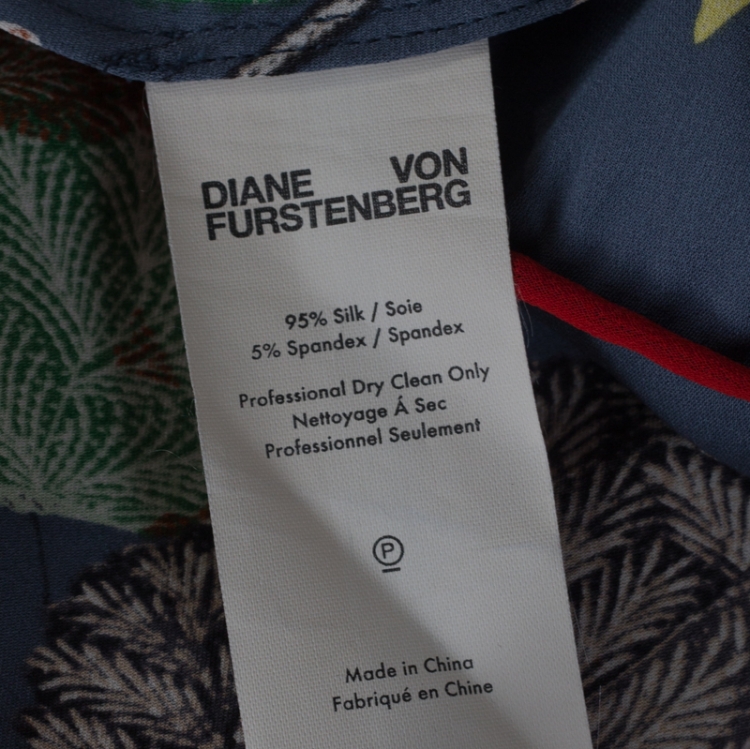 DIANE VON
FURSTENBERG
95% Silk / Soie
5% Spandex / Spandex
Professional Dry Clean Only
Nettoyage Á Sec
Professionnel Seulement
P
Made in China
Fabriqué en Chine